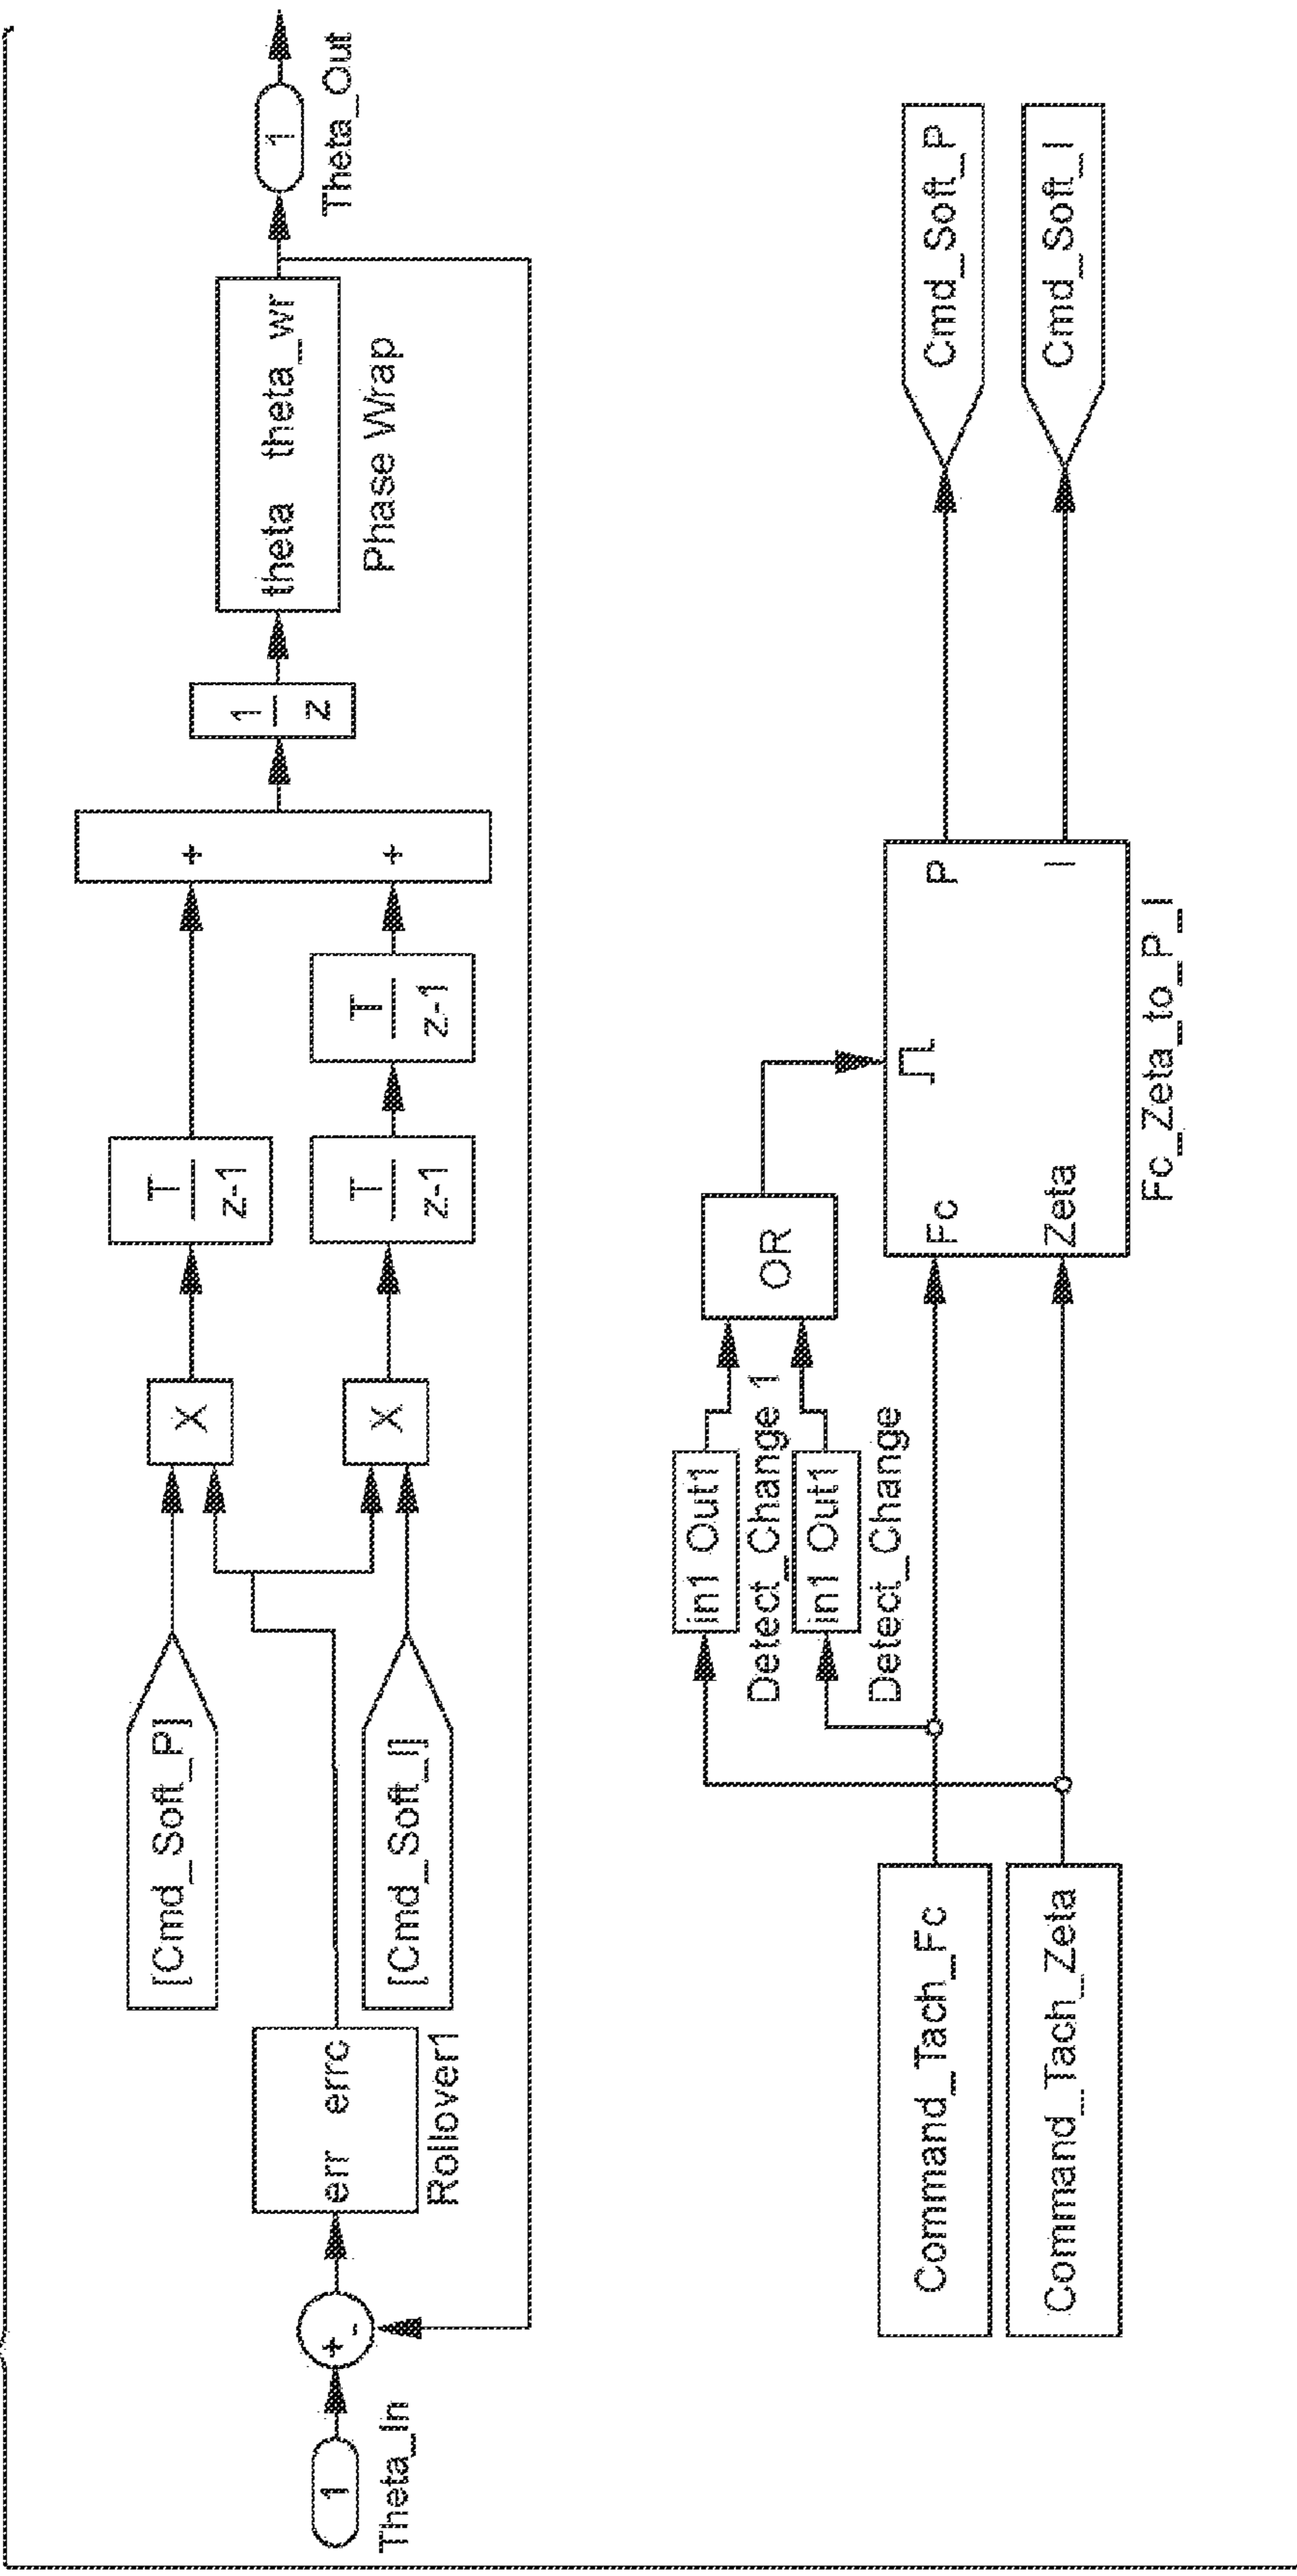 1
Theta_In
+
-
err errc
Rollover1
[Cmd_Soft_P]
[Cmd_Soft_I]
X
X
T
z-1
T
z-1
T
z-1
+
+
1
z
theta theta_wr
Phase Wrap
1
Theta_Out
Command_Tach_Fc
Command_Tach_Zeta
in1 Out1
Detect_Change 1
in1 Out1
Detect_Change
OR
Fc
Zeta
P
I
Fc_Zeta_to_P_I
Cmd_Soft_P
Cmd_Soft_I